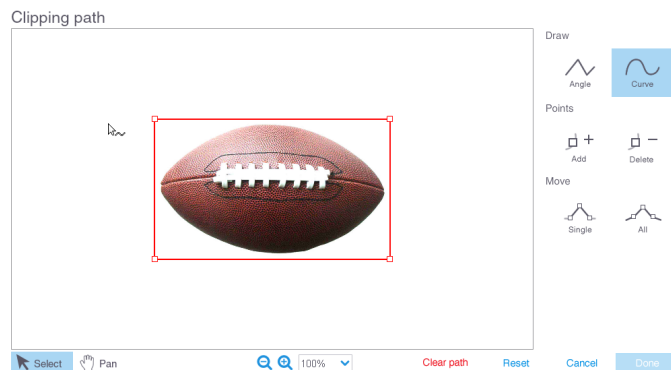 Clipping path
Draw
Angle
Curve
Points
Add
Delete
Move
Single
All
Select
Pan
100%
Clear path
Reset
Cancel
Done